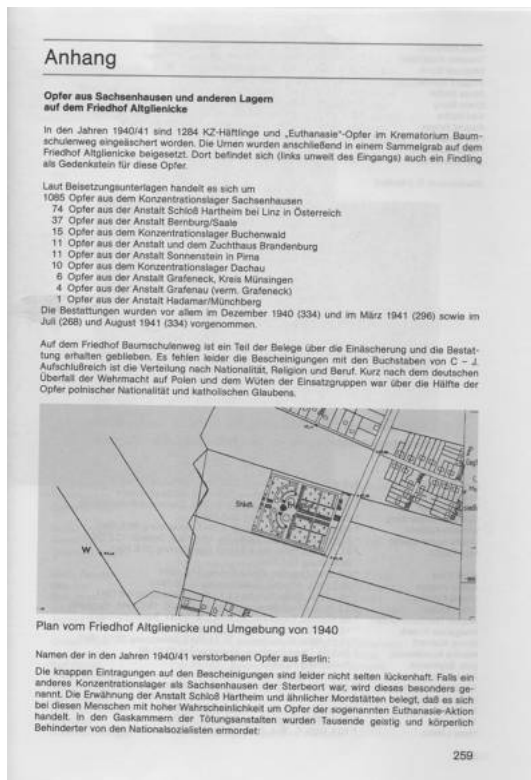 Anhang
Opfer aus Sachsenhausen und anderen Lagern
auf dem Friedhof Altglienicke
In den Jahren 1940/41 sind 1284 KZ-Häftlinge und „Euthanasie"-Opfer im Krematorium Baum-
schulenweg eingeäschert worden. Die Urnen wurden anschließend in einem Sammelgrab auf dem
Friedhof Altglienicke beigesetzt. Dort befindet sich (links unweit des Eingangs) auch ein Findling
als Gedenkstein für diese Opfer.
Laut Beisetzungsunterlagen handelt es sich um
1085 Opfer aus dem Konzentrationslager Sachsenhausen
74 Opfer aus der Anstalt Schloß Hartheim bei Linz in Österreich
37 Opfer aus der Anstalt Bernburg/Saale
15 Opfer aus dem Konzentrationslager Buchenwald
11 Opfer aus der Anstalt und dem Zuchthaus Brandenburg
11 Opfer aus der Anstalt Sonnenstein in Pirna
10 Opfer aus dem Konzentrationslager Dachau
6 Opfer aus der Anstalt Grafeneck, Kreis Münsingen
4 Opfer aus der Anstalt Grafenau (verm. Grafeneck)
1 Opfer aus der Anstalt Hadamar/Münchberg
Die Bestattungen wurden vor allem im Dezember 1940 (334) und im März 1941 (296) sowie im
Juli (268) und August 1941 (334) vorgenommen.
Auf dem Friedhof Baumschulenweg ist ein Teil der Belege über die Einäscherung und die Bestat-
tung erhalten geblieben. Es fehlen leider die Bescheinigungen mit den Buchstaben von C – J.
Aufschlußreich ist die Verteilung nach Nationalität, Religion und Beruf. Kurz nach dem deutschen
Überfall der Wehrmacht auf Polen und dem Wüten der Einsatzgruppen war über die Hälfte der
Opfer polnischer Nationalität und katholischen Glaubens.
Städt.
W
Plan vom Friedhof Altglienicke und Umgebung von 1940
Namen der in den Jahren 1940/41 verstorbenen Opfer aus Berlin:
Die knappen Eintragungen auf den Bescheinigungen sind leider nicht selten lückenhaft. Falls ein
anderes Konzentrationslager als Sachsenhausen der Sterbeort war, wird dieses besonders ge-
nannt. Die Erwähnung der Anstalt Schloß Hartheim und ähnlicher Mordstätten belegt, daß es sich
bei diesen Menschen mit hoher Wahrscheinlichkeit um Opfer der sogenannten Euthanasie-Aktion
handelt. In den Gaskammern der Tötungsanstalten wurden Tausende geistig und körperlich
Behinderter von den Nationalsozialisten ermordet:
259